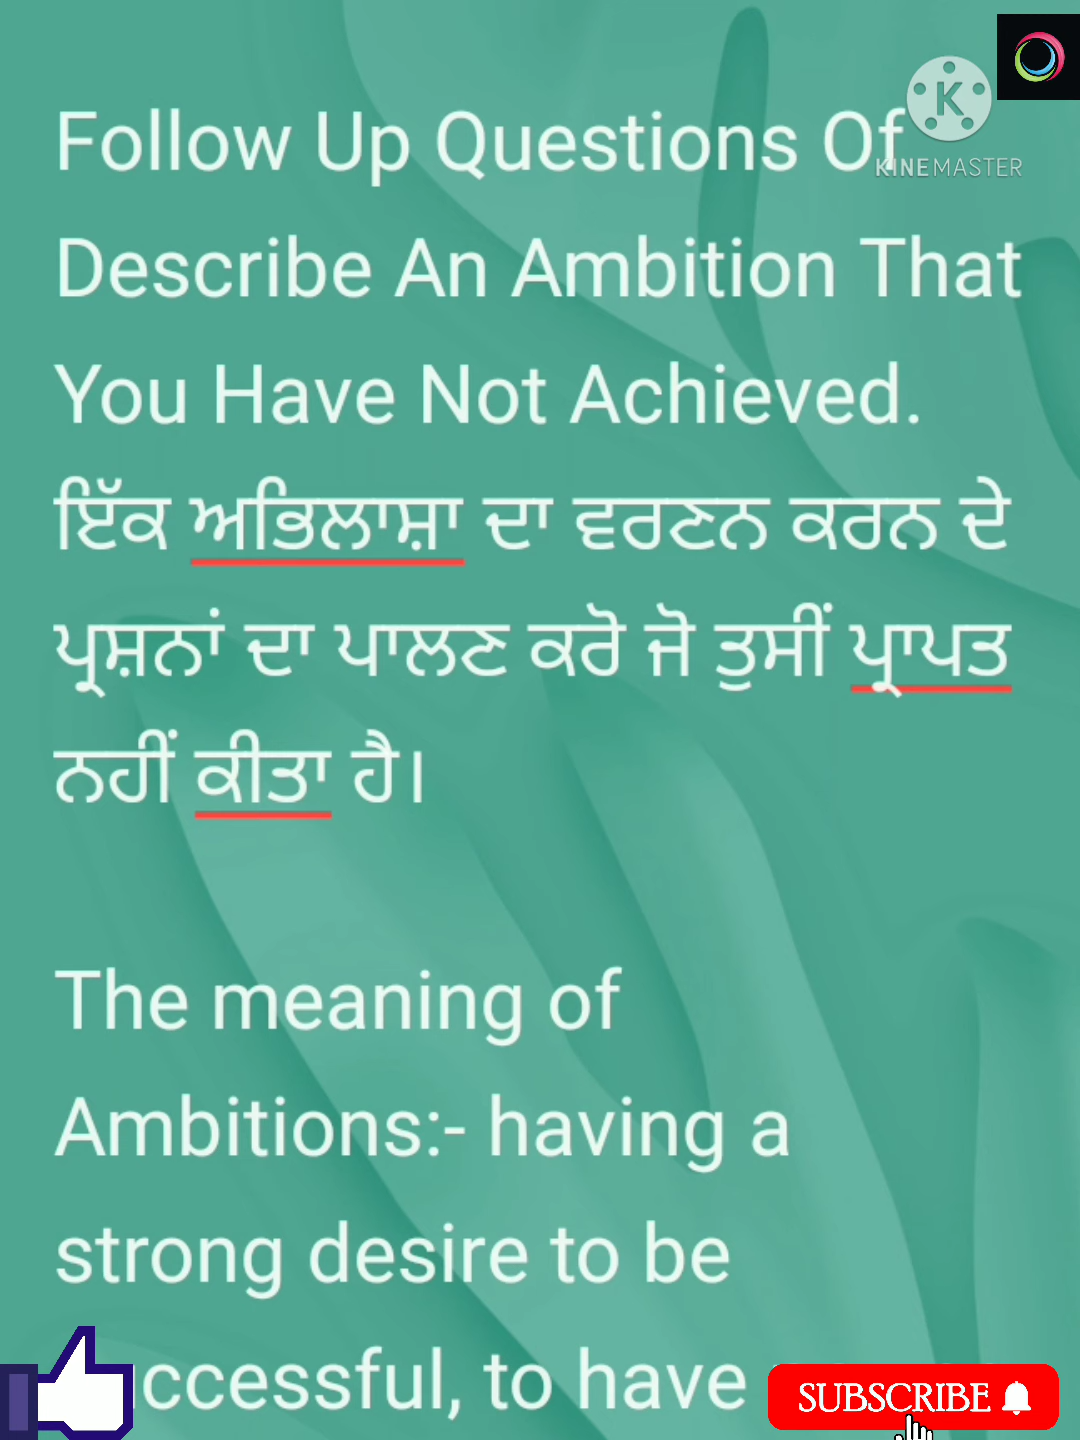 Follow Up Questions Of
KINEMASTER
Describe An Ambition That
You Have Not Achieved.
ਇੱਕ ਅਭਿਲਾਸ਼ਾ ਦਾ ਵਰਣਨ ਕਰਨ ਦੇ
ਪ੍ਰਸ਼ਨਾਂ ਦਾ ਪਾਲਣ ਕਰੋ ਜੋ ਤੁਸੀਂ ਪ੍ਰਾਪਤ
ਨਹੀਂ ਕੀਤਾ ਹੈ।
The meaning of
Ambitions:- having a
strong desire to be
successful, to have
SUBSCRIBE